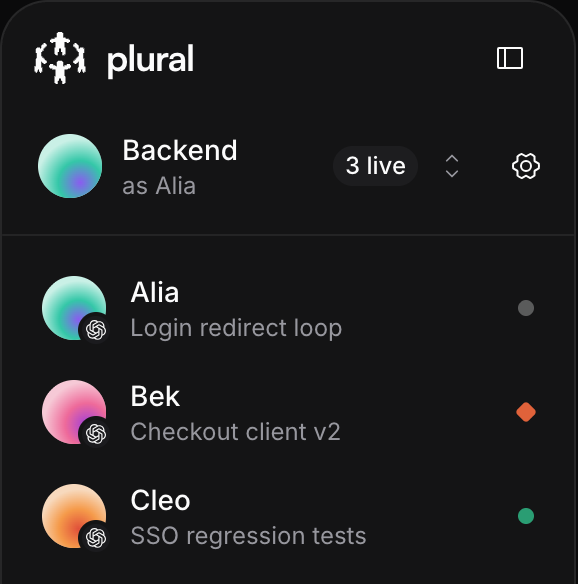 plural
Backend
as Alia
3 live
Alia
Login redirect loop
Bek
Checkout client v2
Cleo
SSO regression tests